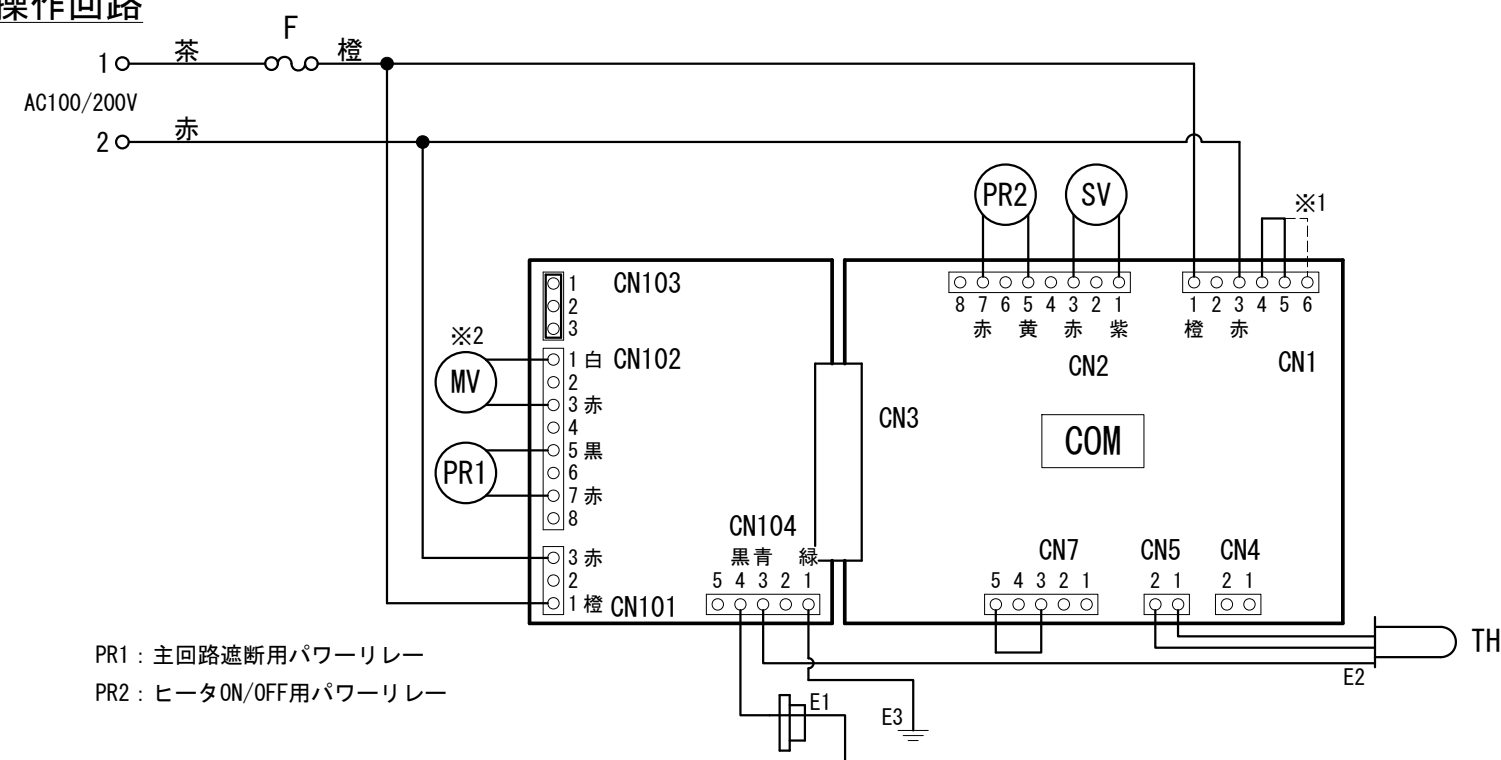 操作回路
F
1 茶 橙
AC100/200V
2 赤
PR2 SV ※1
CN103
1
2
3
8 7 6 5 4 3 2 1
赤 黄 赤 紫
CN2
1 2 3 4 5 6
橙 赤
CN1
※2
MV
PR1
CN102
1 白
2
3 赤
4
5 黒
6
7 赤
8
CN3
COM
3 赤
2
1 橙
CN101
CN104
黒 青 緑
5 4 3 2 1
CN7
5 4 3 2 1
CN5
2 1
CN4
2 1
TH
E2
PR1：主回路遮断用パワーリレー
PR2：ヒータON/OFF用パワーリレー
E1
E3